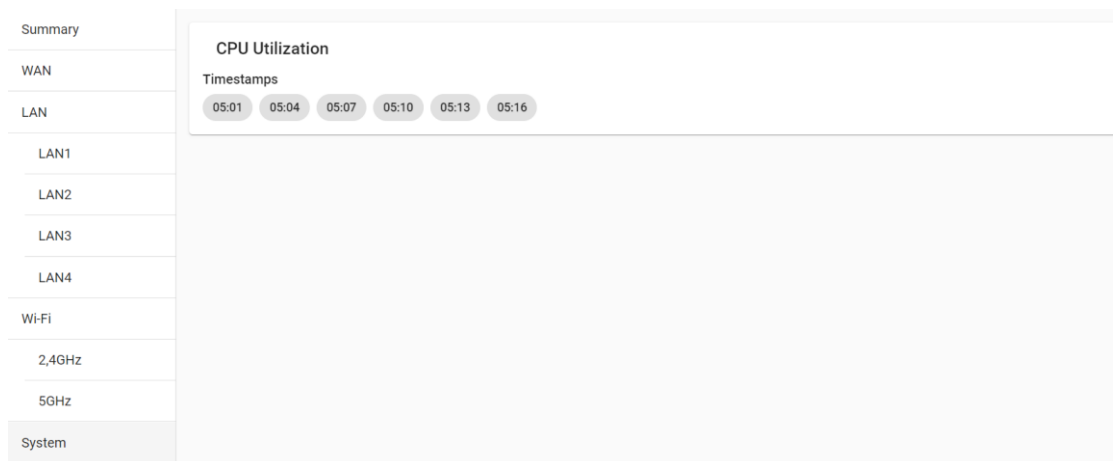 Summary
WAN
LAN
LAN1
LAN2
LAN3
LAN4
Wi-Fi
2,4GHz
5GHz
System
CPU Utilization
Timestamps
05:01 05:04 05:07 05:10 05:13 05:16